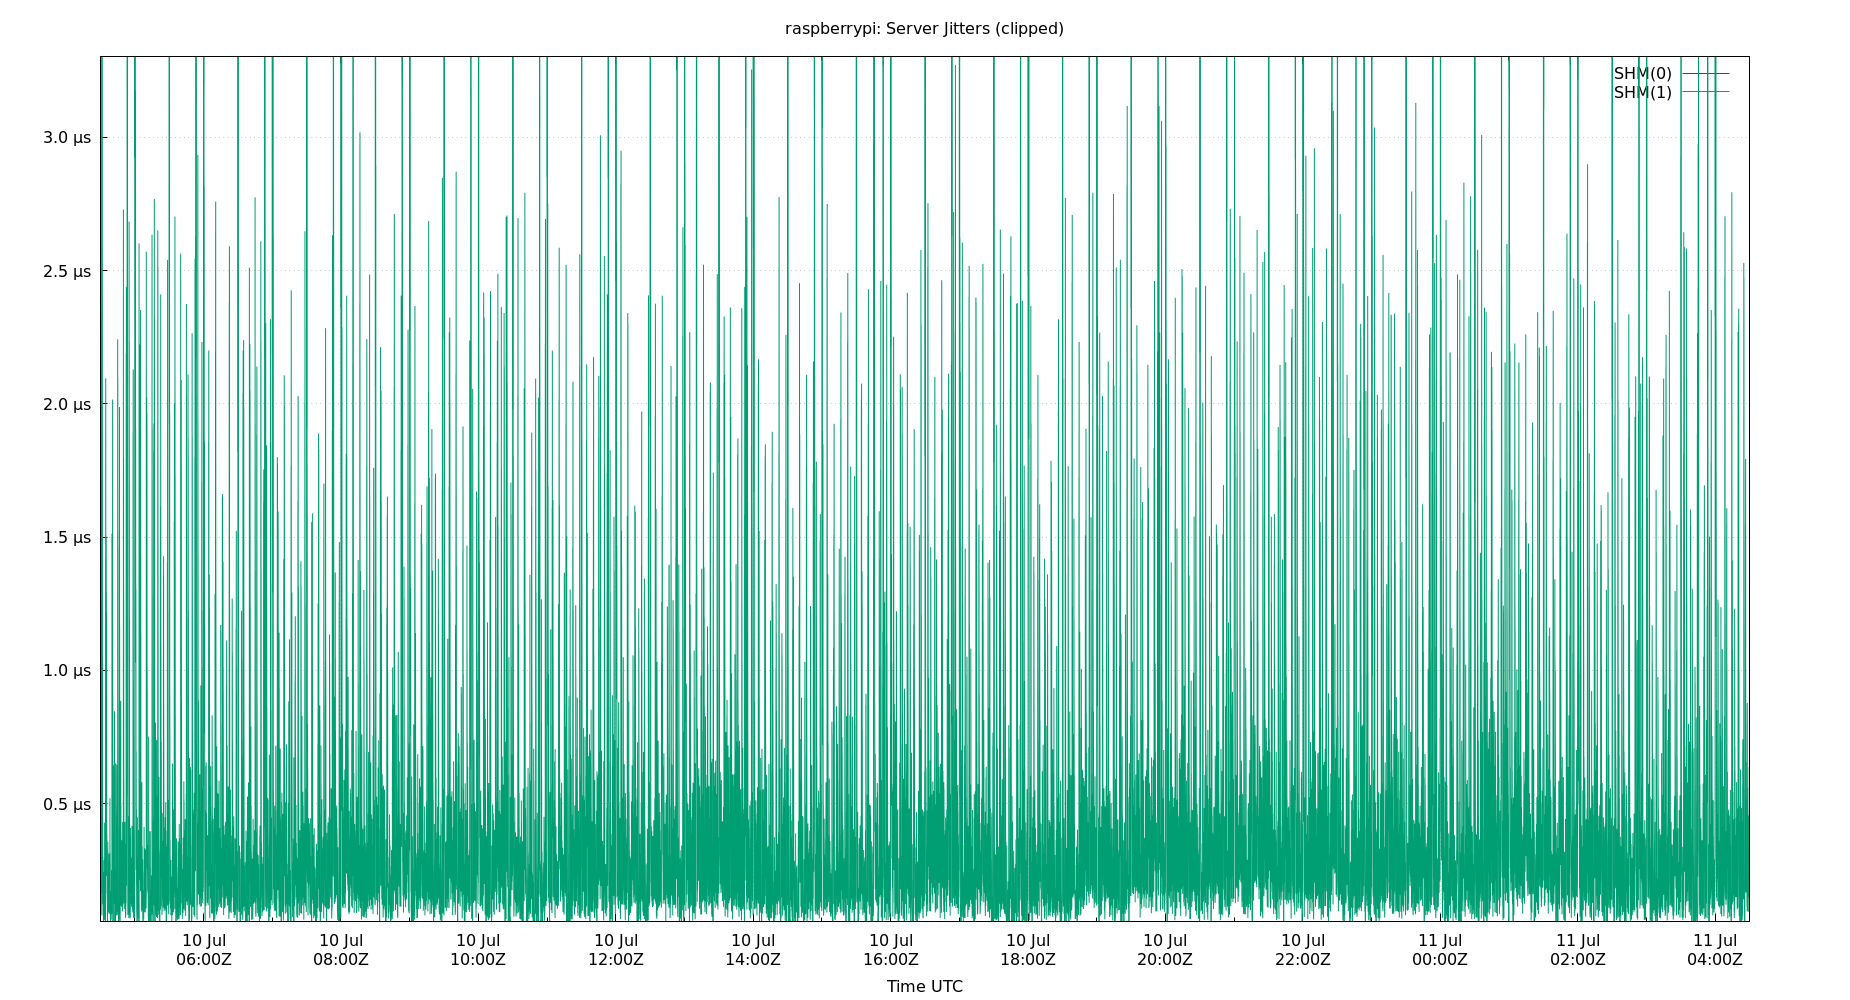 raspberrypi: Server Jitters (clipped)
SHM(0)
SHM(1)
3.0 µs
2.5 µs
2.0 µs
1.5 µs
1.0 µs
0.5 µs
10 Jul 10 Jul 10 Jul 10 Jul 10 Jul 10 Jul 10 Jul 10 Jul 10 Jul 11 Jul 11 Jul 11 Jul
06:00Z 08:00Z 10:00Z 12:00Z 14:00Z 16:00Z 18:00Z 20:00Z 22:00Z 00:00Z 02:00Z 04:00Z
Time UTC